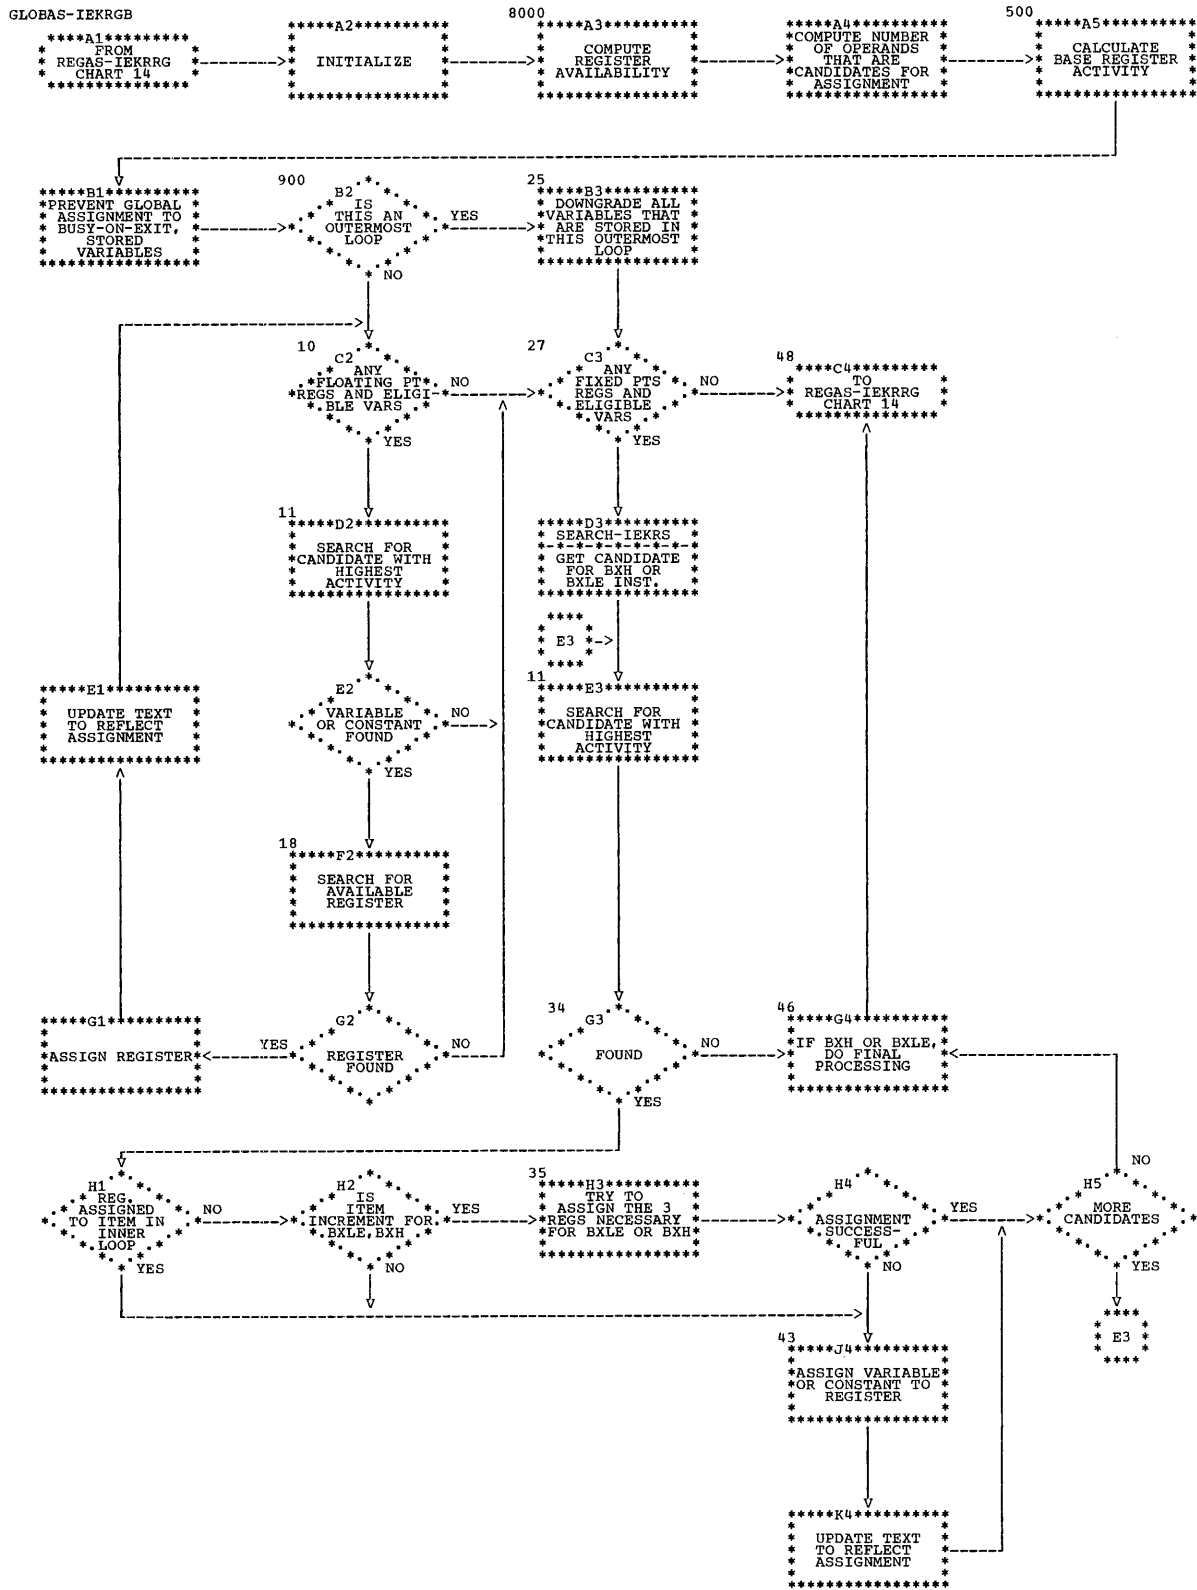 GLOBAS-IEKRGB
A1
FROM
REGAS-IEKRRG
CHART 14
A2
INITIALIZE
8000
A3
COMPUTE
REGISTER
AVAILABILITY
A4
COMPUTE NUMBER
OF OPERANDS
THAT ARE
CANDIDATES FOR
ASSIGNMENT
500
A5
CALCULATE
BASE REGISTER
ACTIVITY
B1
PREVENT GLOBAL
ASSIGNMENT TO
BUSY-ON-EXIT,
STORED
VARIABLES
900
B2
IS
THIS AN
OUTERMOST
LOOP
YES
NO
25
B3
DOWNGRADE ALL
VARIABLES THAT
ARE STORED IN
THIS OUTERMOST
LOOP
10
C2
ANY
FLOATING PT
REGS AND ELIGI-
BLE VARS
NO
YES
27
C3
ANY
FIXED PTS
REGS AND
ELIGIBLE
VARS
NO
YES
48
C4
TO
REGAS-IEKRRG
CHART 14
11
D2
SEARCH FOR
CANDIDATE WITH
HIGHEST
ACTIVITY
D3
SEARCH-IEKRS
GET CANDIDATE
FOR BXH OR
BXLE INST.
E3
E1
UPDATE TEXT
TO REFLECT
ASSIGNMENT
E2
VARIABLE
OR CONSTANT
FOUND
NO
YES
11
E3
SEARCH FOR
CANDIDATE WITH
HIGHEST
ACTIVITY
18
F2
SEARCH FOR
AVAILABLE
REGISTER
G1
ASSIGN REGISTER
YES
G2
REGISTER
FOUND
NO
34
G3
FOUND
NO
YES
46
G4
IF BXH OR BXLE,
DO FINAL
PROCESSING
H1
REG.
ASSIGNED
TO ITEM IN
INNER
LOOP
NO
YES
H2
IS
ITEM
INCREMENT FOR
BXLE,BXH
YES
NO
35
H3
TRY TO
ASSIGN THE 3
REGS NECESSARY
FOR BXLE OR BXH
H4
ASSIGNMENT
SUCCESS-
FUL
YES
NO
H5
MORE
CANDIDATES
NO
YES
E3
43
J4
ASSIGN VARIABLE
OR CONSTANT TO
REGISTER
K4
UPDATE TEXT
TO REFLECT
ASSIGNMENT